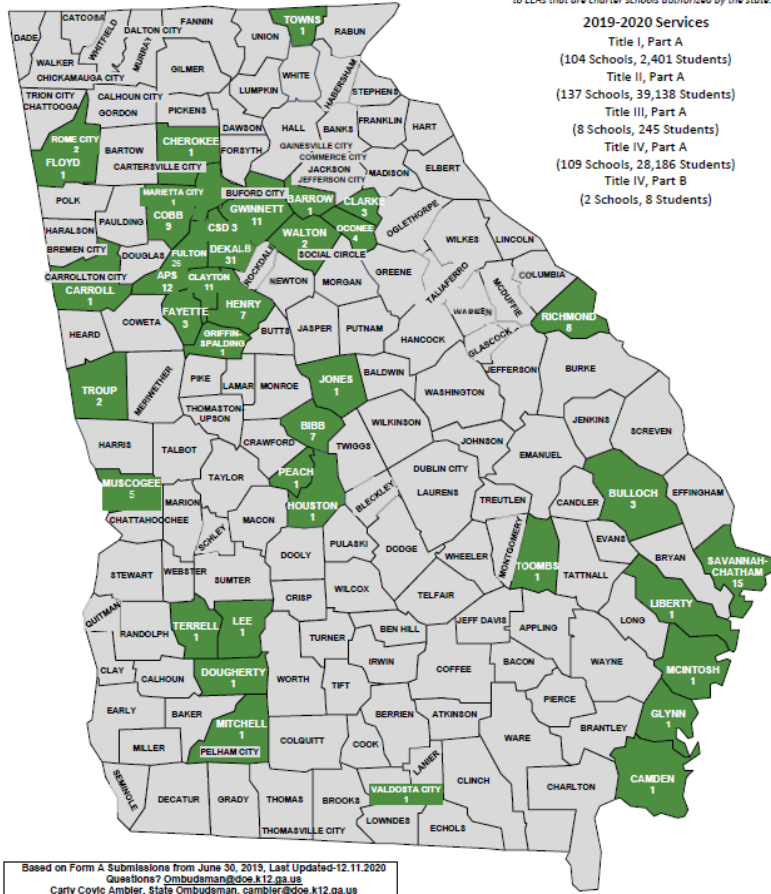 to LEAs that are charter schools authorized by the state.
2019-2020 Services
Title I, Part A
(104 Schools, 2,401 Students)
Title II, Part A
(137 Schools, 39,138 Students)
Title III, Part A
(8 Schools, 245 Students)
Title IV, Part A
(109 Schools, 28,186 Students)
Title IV, Part B
(2 Schools, 8 Students)
DADE
CATOOSA
WHITFIELD
DALTON CITY
MURRAY
FANNIN
UNION
TOWNS
1
RABUN
WALKER
CHICKAMAUGA CITY
GILMER
WHITE
HABERSHAM
STEPHENS
LUMPKIN
TRION CITY
CHATTOOGA
CALHOUN CITY
GORDON
PICKENS
DAWSON
HALL
BANKS
FRANKLIN
HART
ROME CITY
2
FLOYD
1
BARTOW
CARTERSVILLE CITY
CHEROKEE
1
FORSYTH
GAINESVILLE CITY
COMMERCE CITY
JACKSON
JEFFERSON CITY
MADISON
ELBERT
POLK
PAULDING
MARIETTA CITY
1
COBB
9
BUFORD CITY
GWINNETT
11
BARROW
1
CLARKE
3
OGLETHORPE
HARALSON
BREMEN CITY
DOUGLAS
FULTON
25
CSD 3
DEKALB
31
WALTON
2
SOCIAL CIRCLE
OCONEE
4
WILKES
LINCOLN
CARROLLTON CITY
CARROLL
1
APS
12
CLAYTON
11
ROCKDALE
NEWTON
MORGAN
GREENE
TALIAFERRO
MCDUFFIE
COLUMBIA
WARREN
RICHMOND
8
HEARD
COWETA
FAYETTE
3
HENRY
7
GRIFFIN-
SPALDING
1
BUTTS
JASPER
PUTNAM
HANCOCK
GLASCOCK
JEFFERSON
BURKE
TROUP
2
MERIWETHER
PIKE
LAMAR
MONROE
JONES
1
BALDWIN
WASHINGTON
THOMASTON-
UPSON
BIBB
7
WILKINSON
JENKINS
SCREVEN
HARRIS
TALBOT
CRAWFORD
TWIGGS
JOHNSON
EMANUEL
MUSCOGEE
5
TAYLOR
PEACH
1
HOUSTON
1
BLECKLEY
DUBLIN CITY
LAURENS
TREUTLEN
CANDLER
BULLOCH
3
EFFINGHAM
CHATTAHOOCHEE
MARION
SCHLEY
MACON
DOOLY
PULASKI
DODGE
WHEELER
MONTGOMERY
TOOMBS
1
TATTNALL
EVANS
BRYAN
SAVANNAH-
CHATHAM
15
STEWART
WEBSTER
SUMTER
CRISP
WILCOX
TELFAIR
LONG
LIBERTY
1
QUITMAN
RANDOLPH
TERRELL
1
LEE
1
TURNER
BEN HILL
JEFF DAVIS
APPLING
WAYNE
MCINTOSH
1
CLAY
CALHOUN
DOUGHERTY
1
WORTH
TIFT
IRWIN
COFFEE
BACON
PIERCE
GLYNN
1
EARLY
BAKER
MITCHELL
1
PELHAM CITY
COLQUITT
COOK
BERRIEN
ATKINSON
WARE
BRANTLEY
MILLER
LANIER
CLINCH
CHARLTON
CAMDEN
1
SEMINOLE
DECATUR
GRADY
THOMAS
THOMASVILLE CITY
BROOKS
VALDOSTA CITY
1
LOWNDES
ECHOLS
Based on Form A Submissions from June 30, 2019, Last Updated-12.11.2020
Questions? Ombudsman@doe.k12.ga.us
Carly Covic Ambler, State Ombudsman, cambler@doe.k12.ga.us